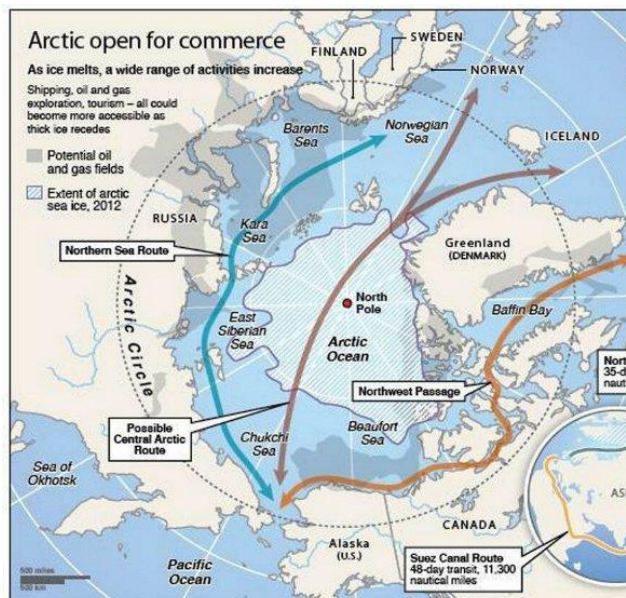 Arctic open for commerce
As ice melts, a wide range of activities increase
Shipping, oil and gas
exploration, tourism – all could
become more accessible as
thick ice recedes
Potential oil
and gas fields
Extent of arctic
sea ice, 2012
FINLAND
SWEDEN
NORWAY
ICELAND
Barents
Sea
Norwegian
Sea
RUSSIA
Kara
Sea
Northern Sea Route
Greenland
(DENMARK)
Arctic Circle
East
Siberian
Sea
North
Pole
Arctic
Ocean
Baffin Bay
Northwest Passage
35-d
nauti
Possible
Central Arctic
Route
Chukchi
Sea
Beaufort
Sea
Sea of
Okhotsk
Pacific
Ocean
Alaska
(U.S.)
CANADA
Suez Canal Route
48-day transit, 11,300
nautical miles
500 miles
500 km